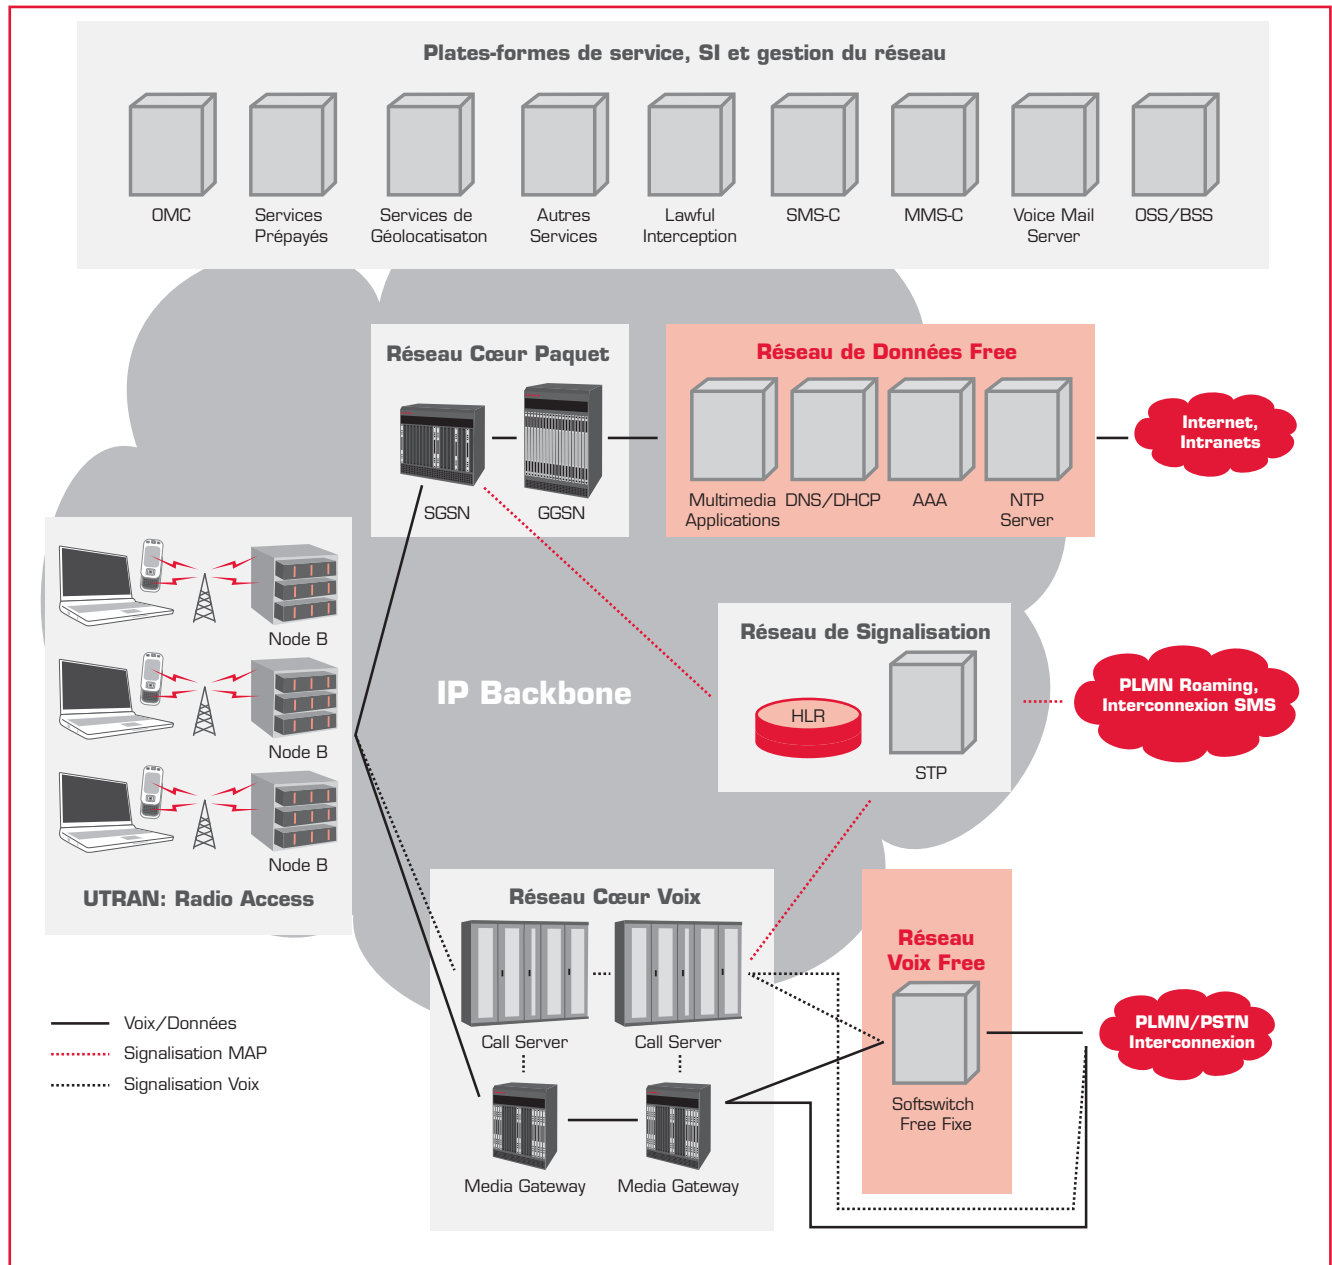 Plates-formes de service, SI et gestion du réseau
OMC
Services
Prépayés
Services de
Géolocatisaton
Autres
Services
Lawful
Interception
SMS-C
MMS-C
Voice Mail
Server
OSS/BSS
Réseau Cœur Paquet
SGSN
GGSN
Réseau de Données Free
Multimedia
Applications
DNS/DHCP
AAA
NTP
Server
Internet,
Intranets
Node B
Node B
Node B
UTRAN: Radio Access
IP Backbone
Réseau de Signalisation
HLR
STP
PLMN Roaming,
Interconnexion SMS
Réseau Cœur Voix
Call Server
Call Server
Media Gateway
Media Gateway
Réseau
Voix Free
Softswitch
Free Fixe
PLMN/PSTN
Interconnexion
Voix/Données
Signalisation MAP
Signalisation Voix